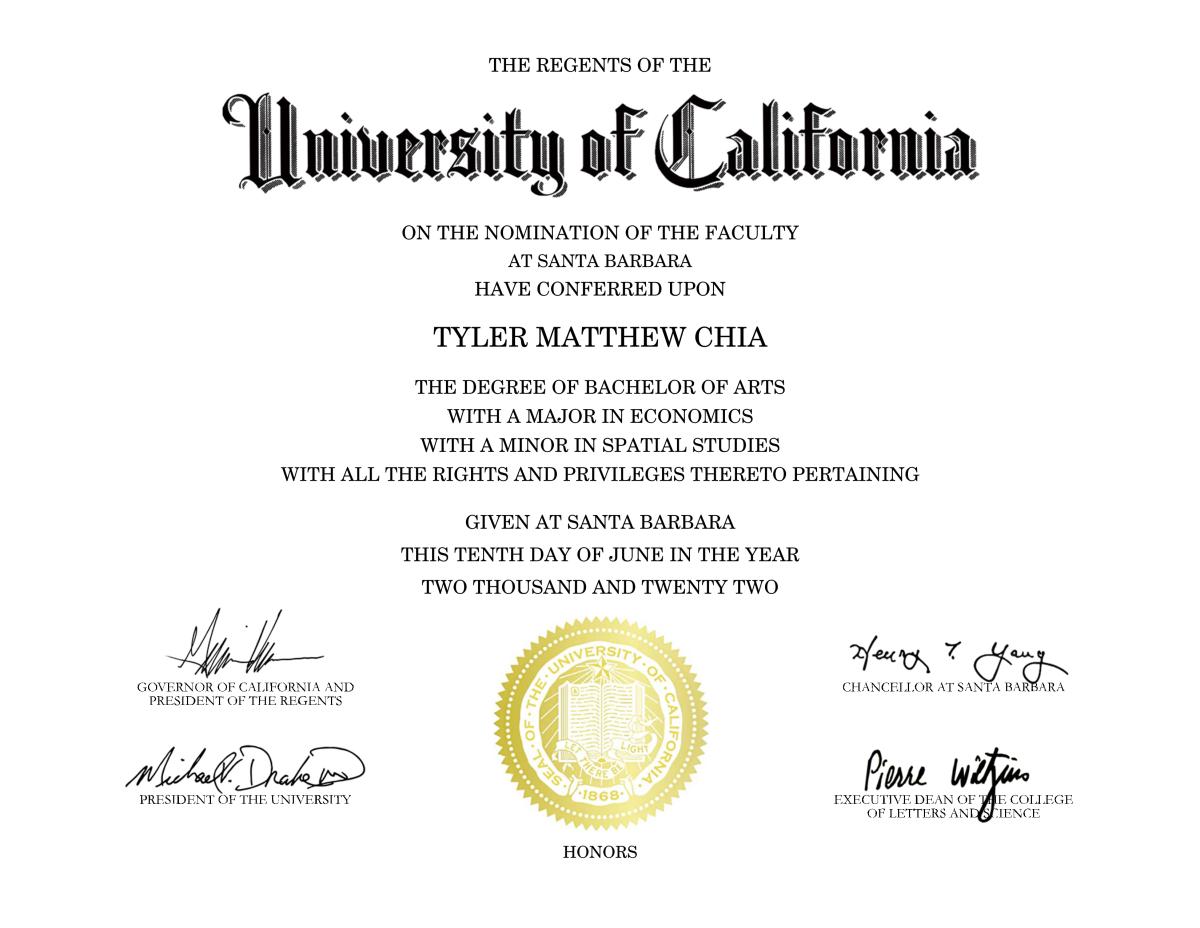 THE REGENTS OF THE
University of California
ON THE NOMINATION OF THE FACULTY
AT SANTA BARBARA
HAVE CONFERRED UPON
TYLER MATTHEW CHIA
THE DEGREE OF BACHELOR OF ARTS
WITH A MAJOR IN ECONOMICS
WITH A MINOR IN SPATIAL STUDIES
WITH ALL THE RIGHTS AND PRIVILEGES THERETO PERTAINING
GIVEN AT SANTA BARBARA
THIS TENTH DAY OF JUNE IN THE YEAR
TWO THOUSAND AND TWENTY TWO
GOVERNOR OF CALIFORNIA AND
PRESIDENT OF THE REGENTS
Michael V. Drake MD
PRESIDENT OF THE UNIVERSITY
SEAL · OF · THE · UNIVERSITY · OF · CALIFORNIA
LET THERE BE LIGHT
· 1868 ·
HONORS
Henry T. Yang
CHANCELLOR AT SANTA BARBARA
Pierre Wiltzius
EXECUTIVE DEAN OF THE COLLEGE
OF LETTERS AND SCIENCE